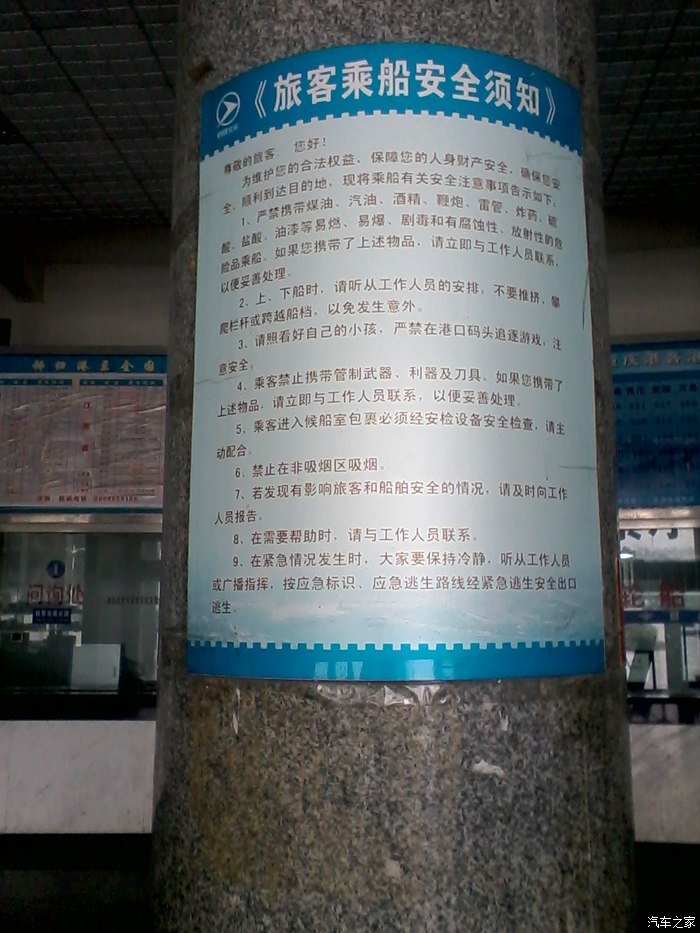 《旅客乘船安全须知》
尊敬的旅客 您好！
为维护您的合法权益，保障您的人身财产安全，确保您安
全、顺利到达目的地，现将乘船有关安全注意事项告示如下：
1、严禁携带煤油、汽油、酒精、鞭炮、雷管、炸药、硫
酸、盐酸、油漆等易燃、易爆、剧毒和有腐蚀性、放射性的危
险品乘船。如果您携带了上述物品，请立即与工作人员联系，
以便妥善处理。
2、上、下船时，请听从工作人员的安排，不要推挤、攀
爬栏杆或跨越船档，以免发生意外。
3、请照看好自己的小孩，严禁在港口码头追逐游戏，注
意安全。
4、乘客禁止携带管制武器、利器及刀具。如果您携带了
上述物品，请立即与工作人员联系，以便妥善处理。
5、乘客进入候船室包裹必须经安检设备安全检查，请主
动配合。
6、禁止在非吸烟区吸烟。
7、若发现有影响旅客和船舶安全的情况，请及时向工作
人员报告。
8、在需要帮助时，请与工作人员联系。
9、在紧急情况发生时，大家要保持冷静，听从工作人员
或广播指挥，按应急标识、应急逃生路线经紧急逃生安全出口
逃生。
秭归港至全国
问询处
汽车之家